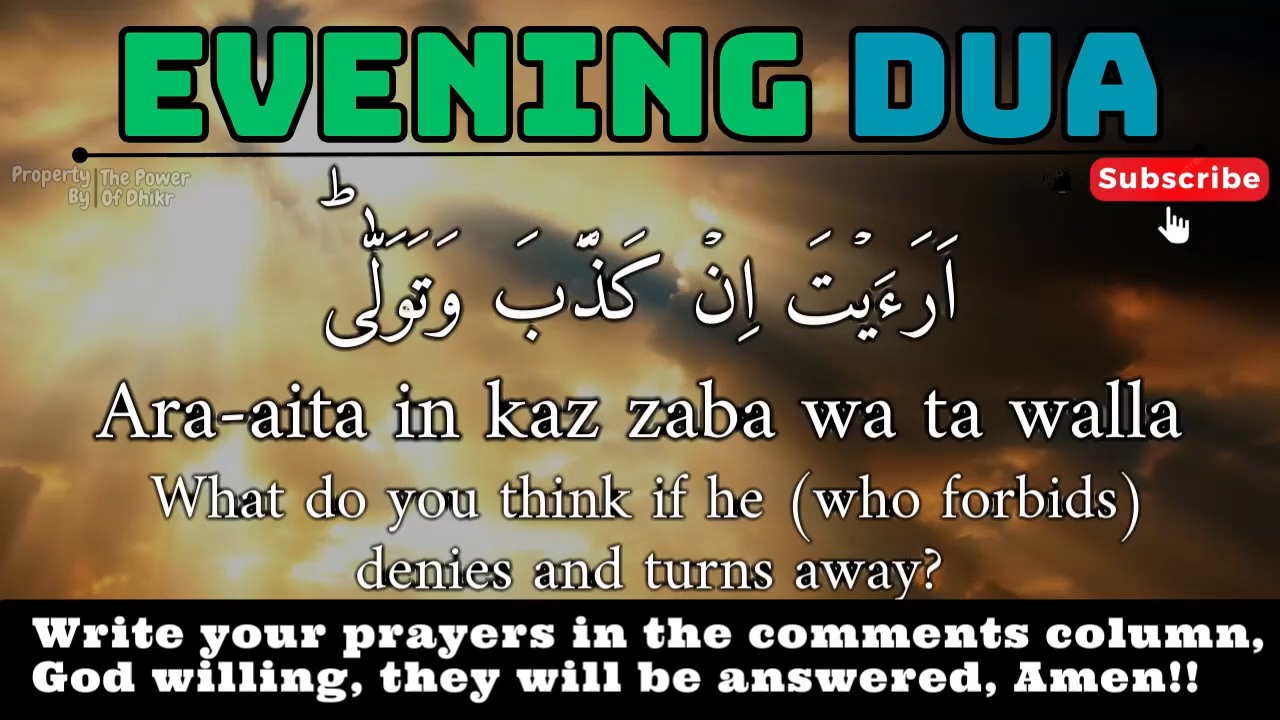 EVENING DUA
Property By | The Power Of Dhikr
Subscribe
اَرَءَيۡتَ اِنۡ كَذَّبَ وَتَوَلّٰىؕ
Ara-aita in kaz zaba wa ta walla
What do you think if he (who forbids)
denies and turns away?
Write your prayers in the comments column,
God willing, they will be answered, Amen!!